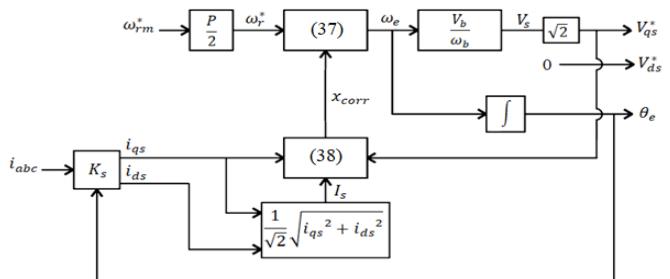 ω*rm
P/2
ω*r
(37)
ωe
Vb/ωb
Vs
√2
V*qs
0
V*ds
xcorr
∫
θe
iabc
Ks
iqs
ids
(38)
Is
1/√2 √(iqs² + ids²)